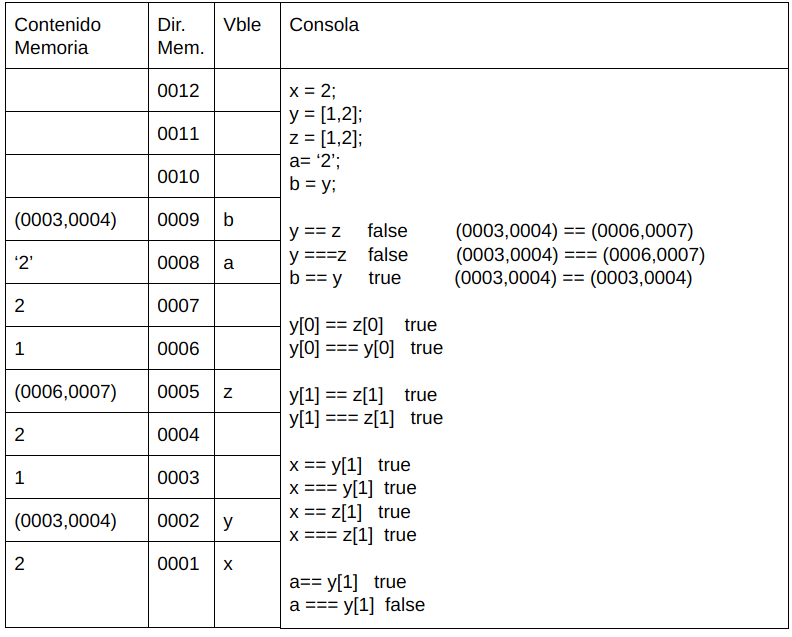 Contenido Memoria Dir. Mem. Vble Consola
0012
0011
0010
(0003,0004) 0009 b
‘2’ 0008 a
2 0007
1 0006
(0006,0007) 0005 z
2 0004
1 0003
(0003,0004) 0002 y
2 0001 x
x = 2;
y = [1,2];
z = [1,2];
a= ‘2’;
b = y;
y == z false (0003,0004) == (0006,0007)
y ===z false (0003,0004) === (0006,0007)
b == y true (0003,0004) == (0003,0004)
y[0] == z[0] true
y[0] === y[0] true
y[1] == z[1] true
y[1] === z[1] true
x == y[1] true
x === y[1] true
x == z[1] true
x === z[1] true
a== y[1] true
a === y[1] false